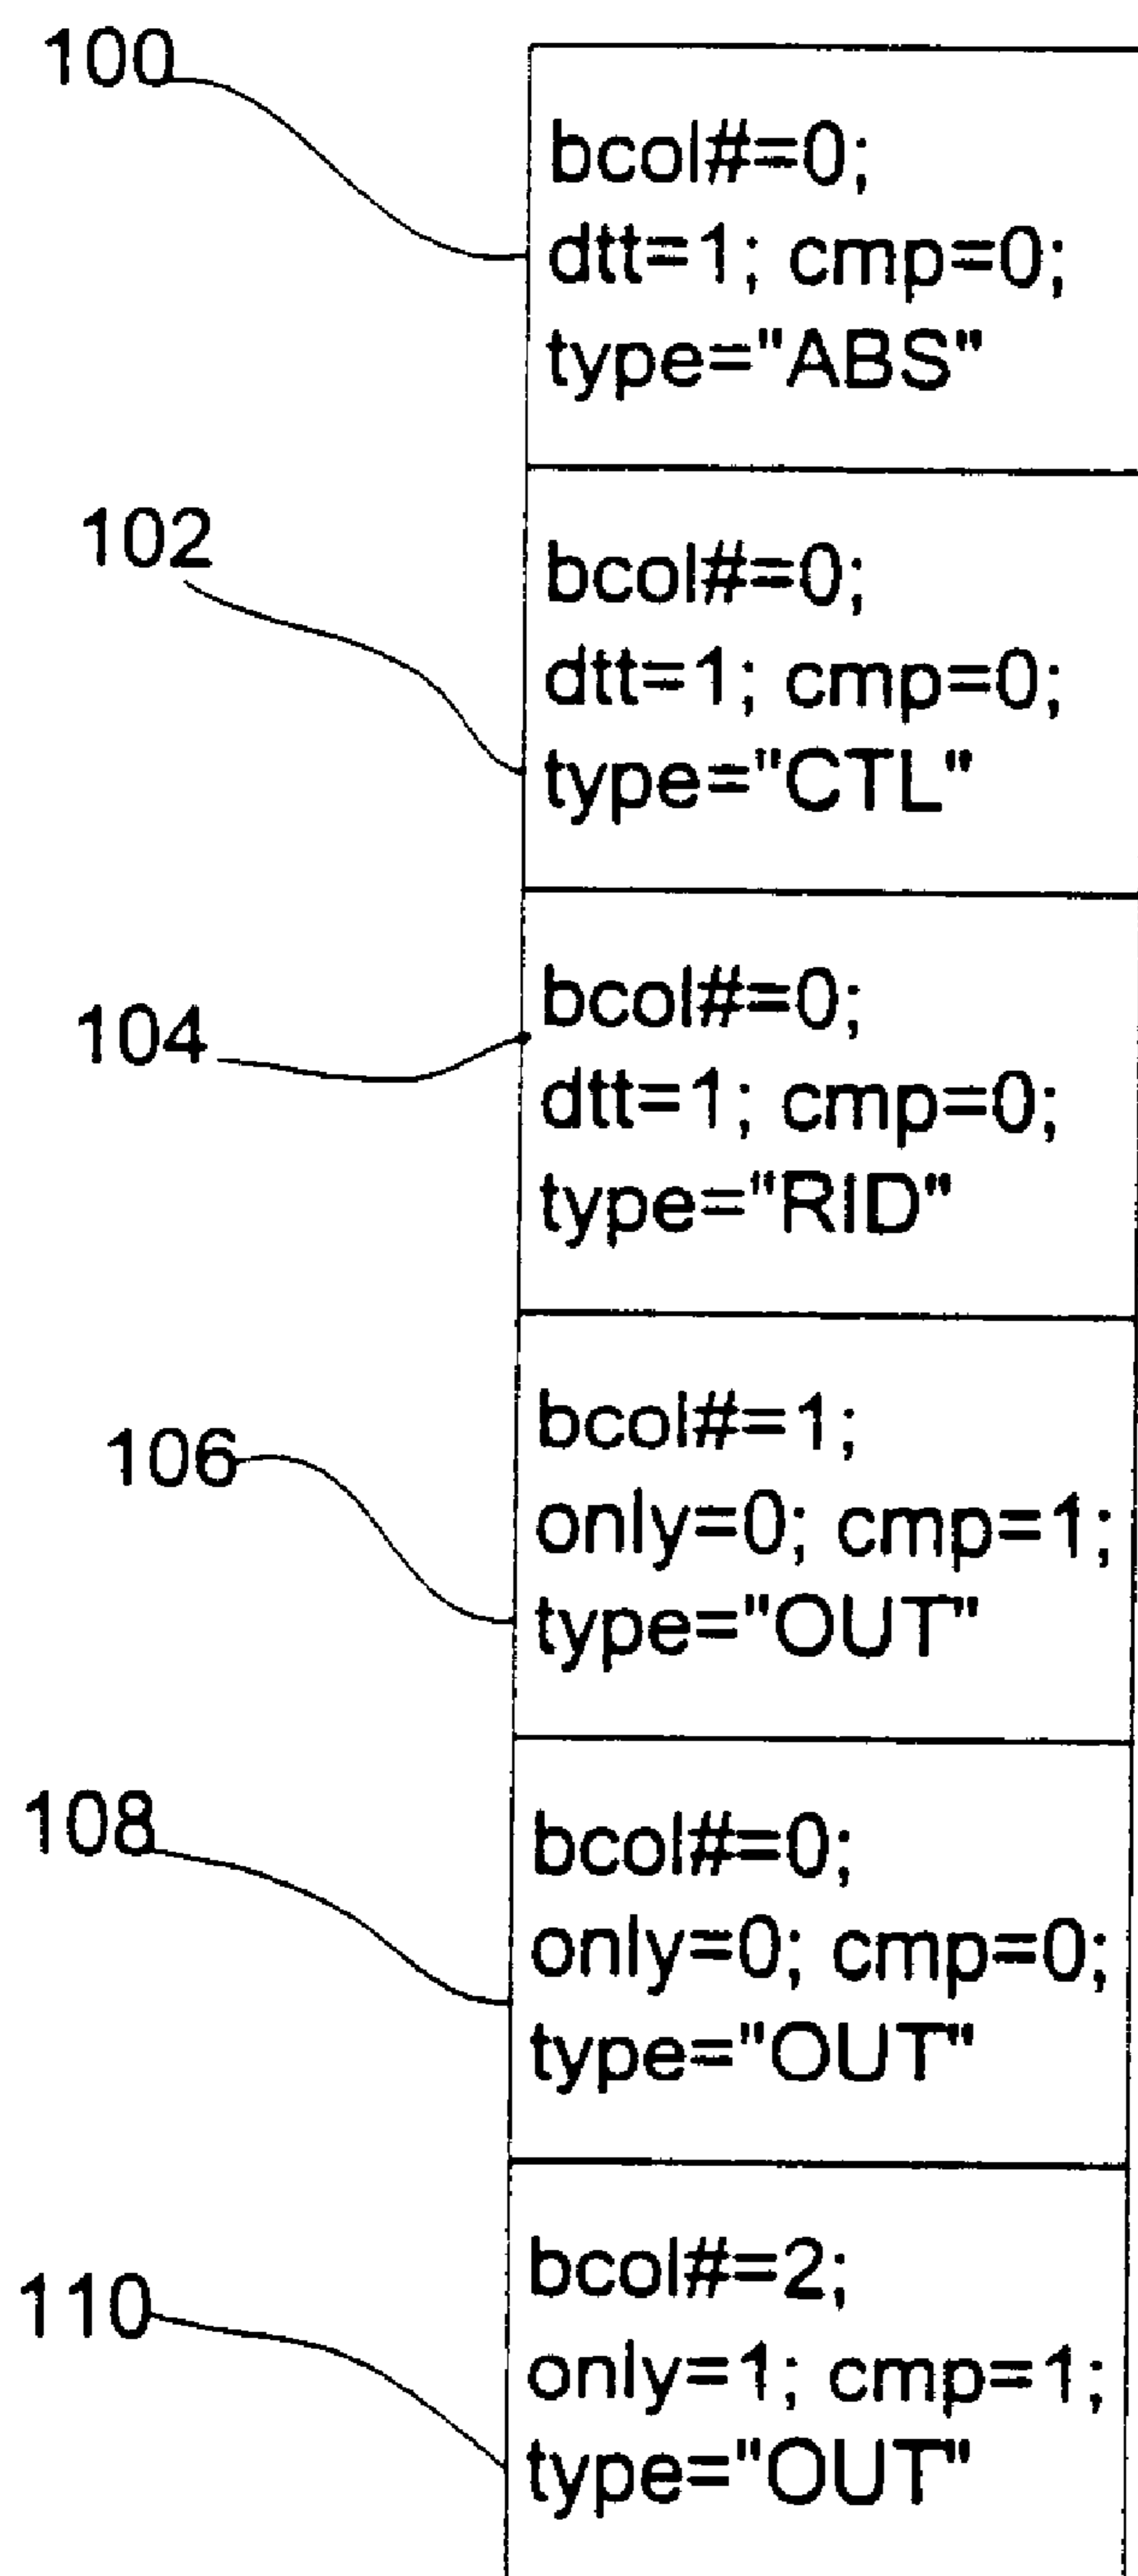 100
bcol#=0;
dtt=1; cmp=0;
type="ABS"
102
bcol#=0;
dtt=1; cmp=0;
type="CTL"
104
bcol#=0;
dtt=1; cmp=0;
type="RID"
106
bcol#=1;
only=0; cmp=1;
type="OUT"
108
bcol#=0;
only=0; cmp=0;
type="OUT"
110
bcol#=2;
only=1; cmp=1;
type="OUT"